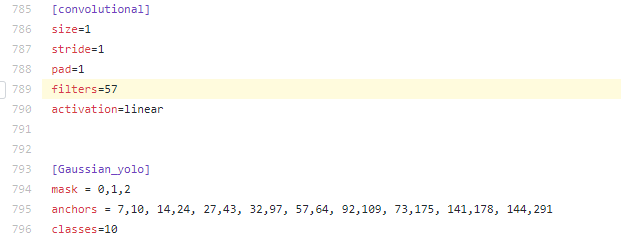 785 [convolutional]
786 size=1
787 stride=1
788 pad=1
789 filters=57
790 activation=linear
791
792
793 [Gaussian_yolo]
794 mask = 0,1,2
795 anchors = 7,10, 14,24, 27,43, 32,97, 57,64, 92,109, 73,175, 141,178, 144,291
796 classes=10